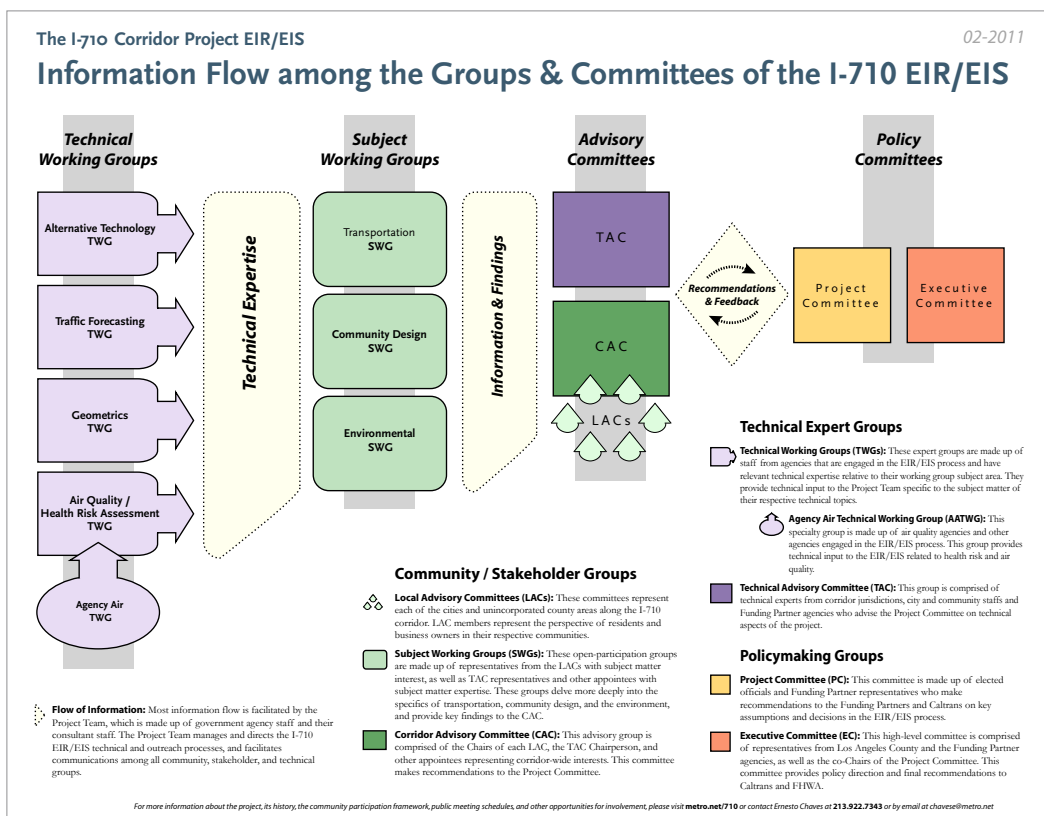 The I-710 Corridor Project EIR/EIS
02-2011
Information Flow among the Groups & Committees of the I-710 EIR/EIS
Technical
Working Groups
Subject
Working Groups
Advisory
Committees
Policy
Committees
Alternative Technology
TWG
Traffic Forecasting
TWG
Geometrics
TWG
Air Quality /
Health Risk Assessment
TWG
Agency Air
TWG
Technical Expertise
Transportation
SWG
Community Design
SWG
Environmental
SWG
Information & Findings
TAC
CAC
LACs
Recommendations
& Feedback
Project
Committee
Executive
Committee
Flow of Information: Most information flow is facilitated by the
Project Team, which is made up of government agency staff and their
consultant staff. The Project Team manages and directs the I-710
EIR/EIS technical and outreach processes, and facilitates
communications among all community, stakeholder, and technical
groups.
Community / Stakeholder Groups
Local Advisory Committees (LACs): These committees represent
each of the cities and unincorporated county areas along the I-710
corridor. LAC members represent the perspective of residents and
business owners in their respective communities.
Subject Working Groups (SWGs): These open-participation groups
are made up of representatives from the LACs with subject matter
interest, as well as TAC representatives and other appointees with
subject matter expertise. These groups delve more deeply into the
specifics of transportation, community design, and the environment,
and provide key findings to the CAC.
Corridor Advisory Committee (CAC): This advisory group is
comprised of the Chairs of each LAC, the TAC Chairperson, and
other appointees representing corridor-wide interests. This committee
makes recommendations to the Project Committee.
Technical Expert Groups
Technical Working Groups (TWGs): These expert groups are made up of
staff from agencies that are engaged in the EIR/EIS process and have
relevant technical expertise relative to their working group subject area. They
provide technical input to the Project Team specific to the subject matter of
their respective technical topics.
Agency Air Technical Working Group (AATWG): This
specialty group is made up of air quality agencies and other
agencies engaged in the EIR/EIS process. This group provides
technical input to the EIR/EIS related to health risk and air
quality.
Technical Advisory Committee (TAC): This group is comprised of
technical experts from corridor jurisdictions, city and community staffs and
Funding Partner agencies who advise the Project Committee on technical
aspects of the project.
Policymaking Groups
Project Committee (PC): This committee is made up of elected
officials and Funding Partner representatives who make
recommendations to the Funding Partners and Caltrans on key
assumptions and decisions in the EIR/EIS process.
Executive Committee (EC): This high-level committee is comprised
of representatives from Los Angeles County and the Funding Partner
agencies, as well as the co-Chairs of the Project Committee. This
committee provides policy direction and final recommendations to
Caltrans and FHWA.
For more information about the project, its history, the community participation framework, public meeting schedules, and other opportunities for involvement, please visit metro.net/710 or contact Ernesto Chaves at 213.922.7343 or by email at chavese@metro.net